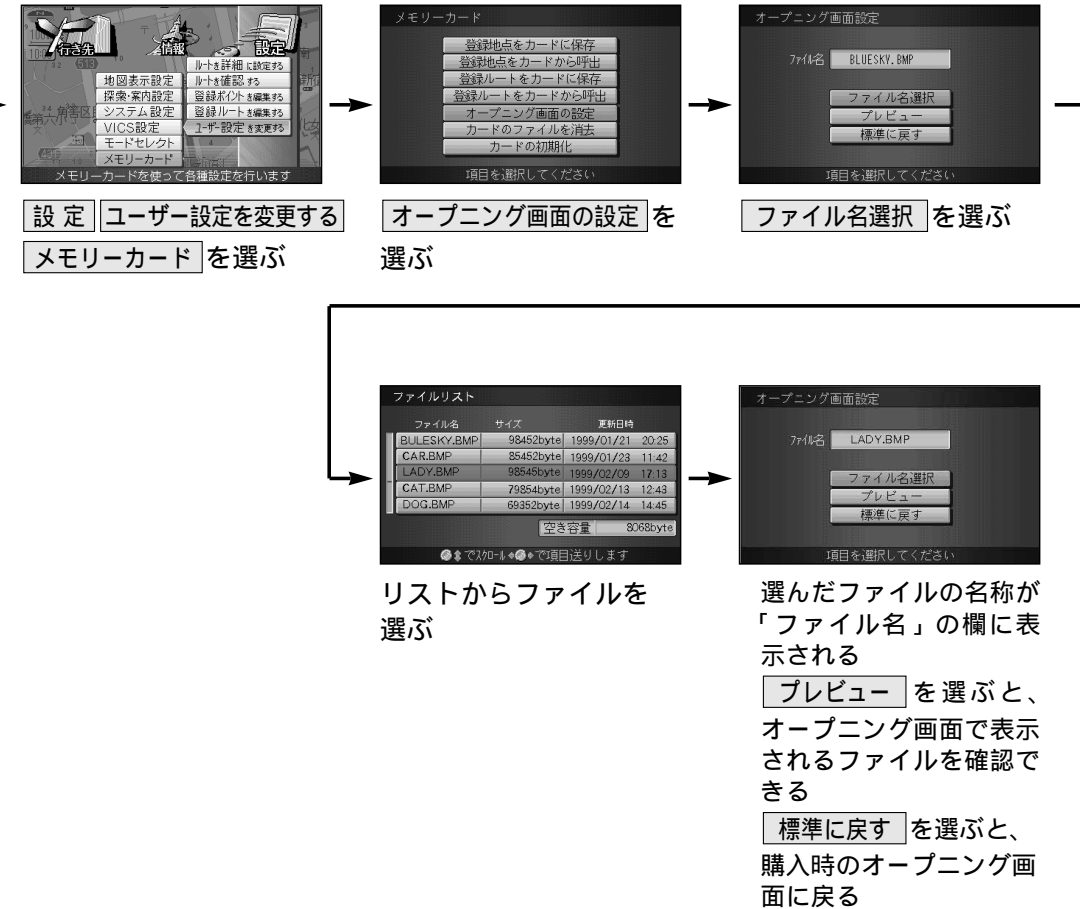 行き先
情報
設定
513
ルートを詳細に設定する
地図表示設定
ルートを確認する
探索・案内設定
登録ポイントを編集する
システム設定
登録ルートを編集する
VICS設定
ユーザー設定を変更する
モードセレクト
メモリーカード
メモリーカードを使って各種設定を行います
設 定 ユーザー設定を変更する
メモリーカード を選ぶ
メモリーカード
登録地点をカードに保存
登録地点をカードから呼出
登録ルートをカードに保存
登録ルートをカードから呼出
オープニング画面の設定
カードのファイルを消去
カードの初期化
項目を選択してください
オープニング画面の設定 を
選ぶ
オープニング画面設定
ファイル名 BLUESKY.BMP
ファイル名選択
プレビュー
標準に戻す
項目を選択してください
ファイル名選択 を選ぶ
ファイルリスト
ファイル名 サイズ 更新日時
BULESKY.BMP 98452byte 1999/01/21 20:25
CAR.BMP 85452byte 1999/01/23 11:42
LADY.BMP 98545byte 1999/02/09 17:13
CAT.BMP 79854byte 1999/02/13 12:43
DOG.BMP 69352byte 1999/02/14 14:45
空き容量 8068byte
でスクロール で項目送りします
リストからファイルを
選ぶ
オープニング画面設定
ファイル名 LADY.BMP
ファイル名選択
プレビュー
標準に戻す
項目を選択してください
選んだファイルの名称が
「ファイル名」の欄に表
示される
プレビュー を選ぶと、
オープニング画面で表示
されるファイルを確認で
きる
標準に戻す を選ぶと、
購入時のオープニング画
面に戻る